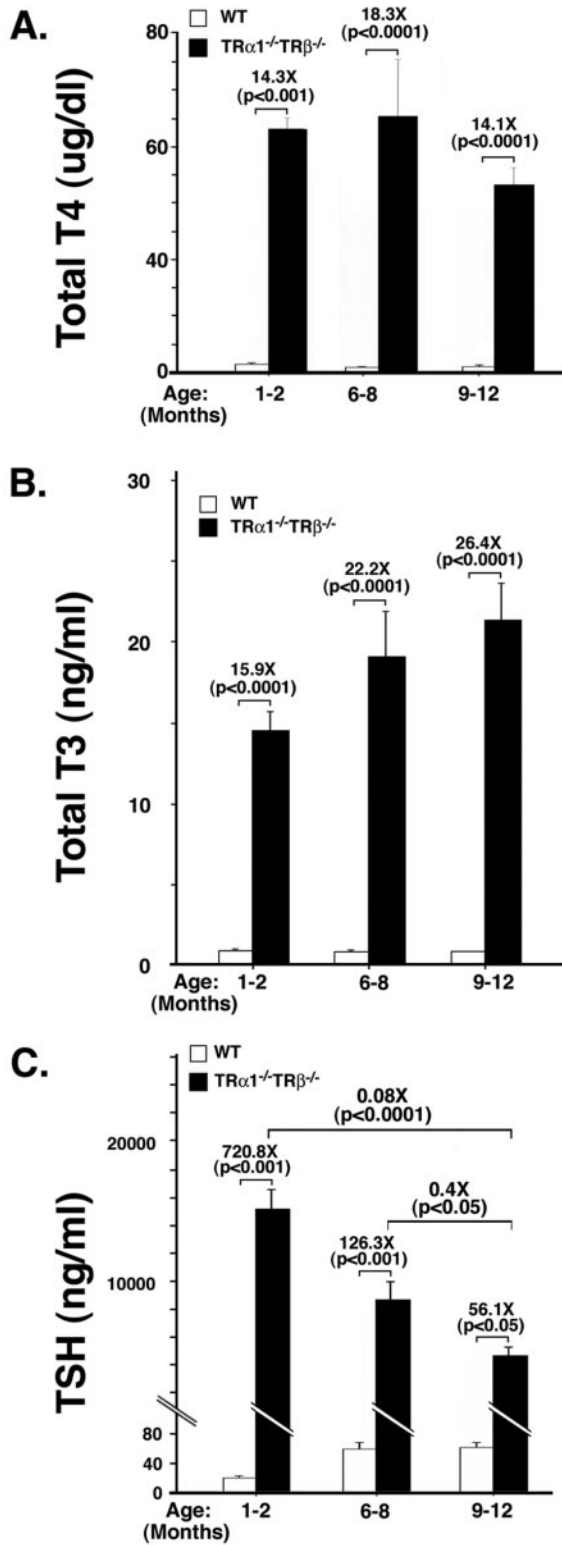 A.
WT
TRα1-/-TRβ-/-
Total T4 (ug/dl)
80
60
40
20
0
14.3X
(p<0.001)
18.3X
(p<0.0001)
14.1X
(p<0.0001)
Age:
(Months)
1-2
6-8
9-12
B.
WT
TRα1-/-TRβ-/-
Total T3 (ng/ml)
30
20
10
0
15.9X
(p<0.0001)
22.2X
(p<0.0001)
26.4X
(p<0.0001)
Age:
(Months)
1-2
6-8
9-12
C.
WT
TRα1-/-TRβ-/-
TSH (ng/ml)
20000
10000
80
40
0
0.08X
(p<0.0001)
720.8X
(p<0.001)
0.4X
(p<0.05)
126.3X
(p<0.001)
56.1X
(p<0.05)
Age:
(Months)
1-2
6-8
9-12